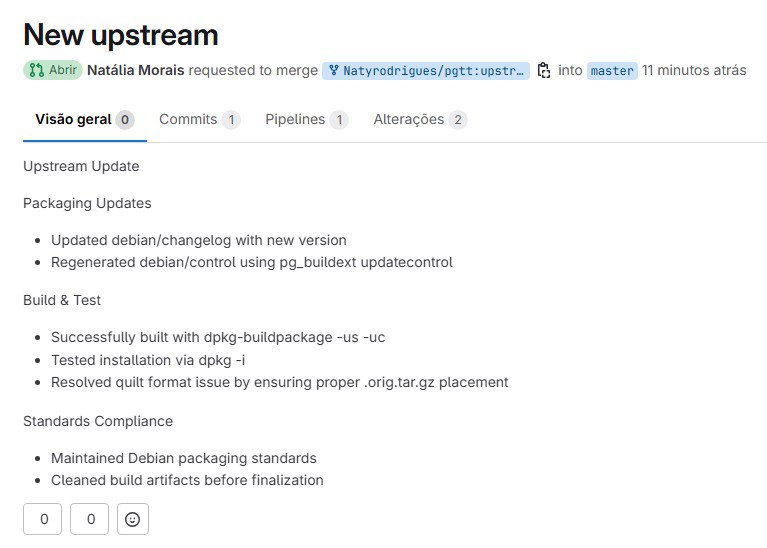 New upstream
Abrir Natália Morais requested to merge Natyrodrigues/pgtt:upstr… into master 11 minutos atrás
Visão geral 0 Commits 1 Pipelines 1 Alterações 2
Upstream Update
Packaging Updates
• Updated debian/changelog with new version
• Regenerated debian/control using pg_buildext updatecontrol
Build & Test
• Successfully built with dpkg-buildpackage -us -uc
• Tested installation via dpkg -i
• Resolved quilt format issue by ensuring proper .orig.tar.gz placement
Standards Compliance
• Maintained Debian packaging standards
• Cleaned build artifacts before finalization
0 0